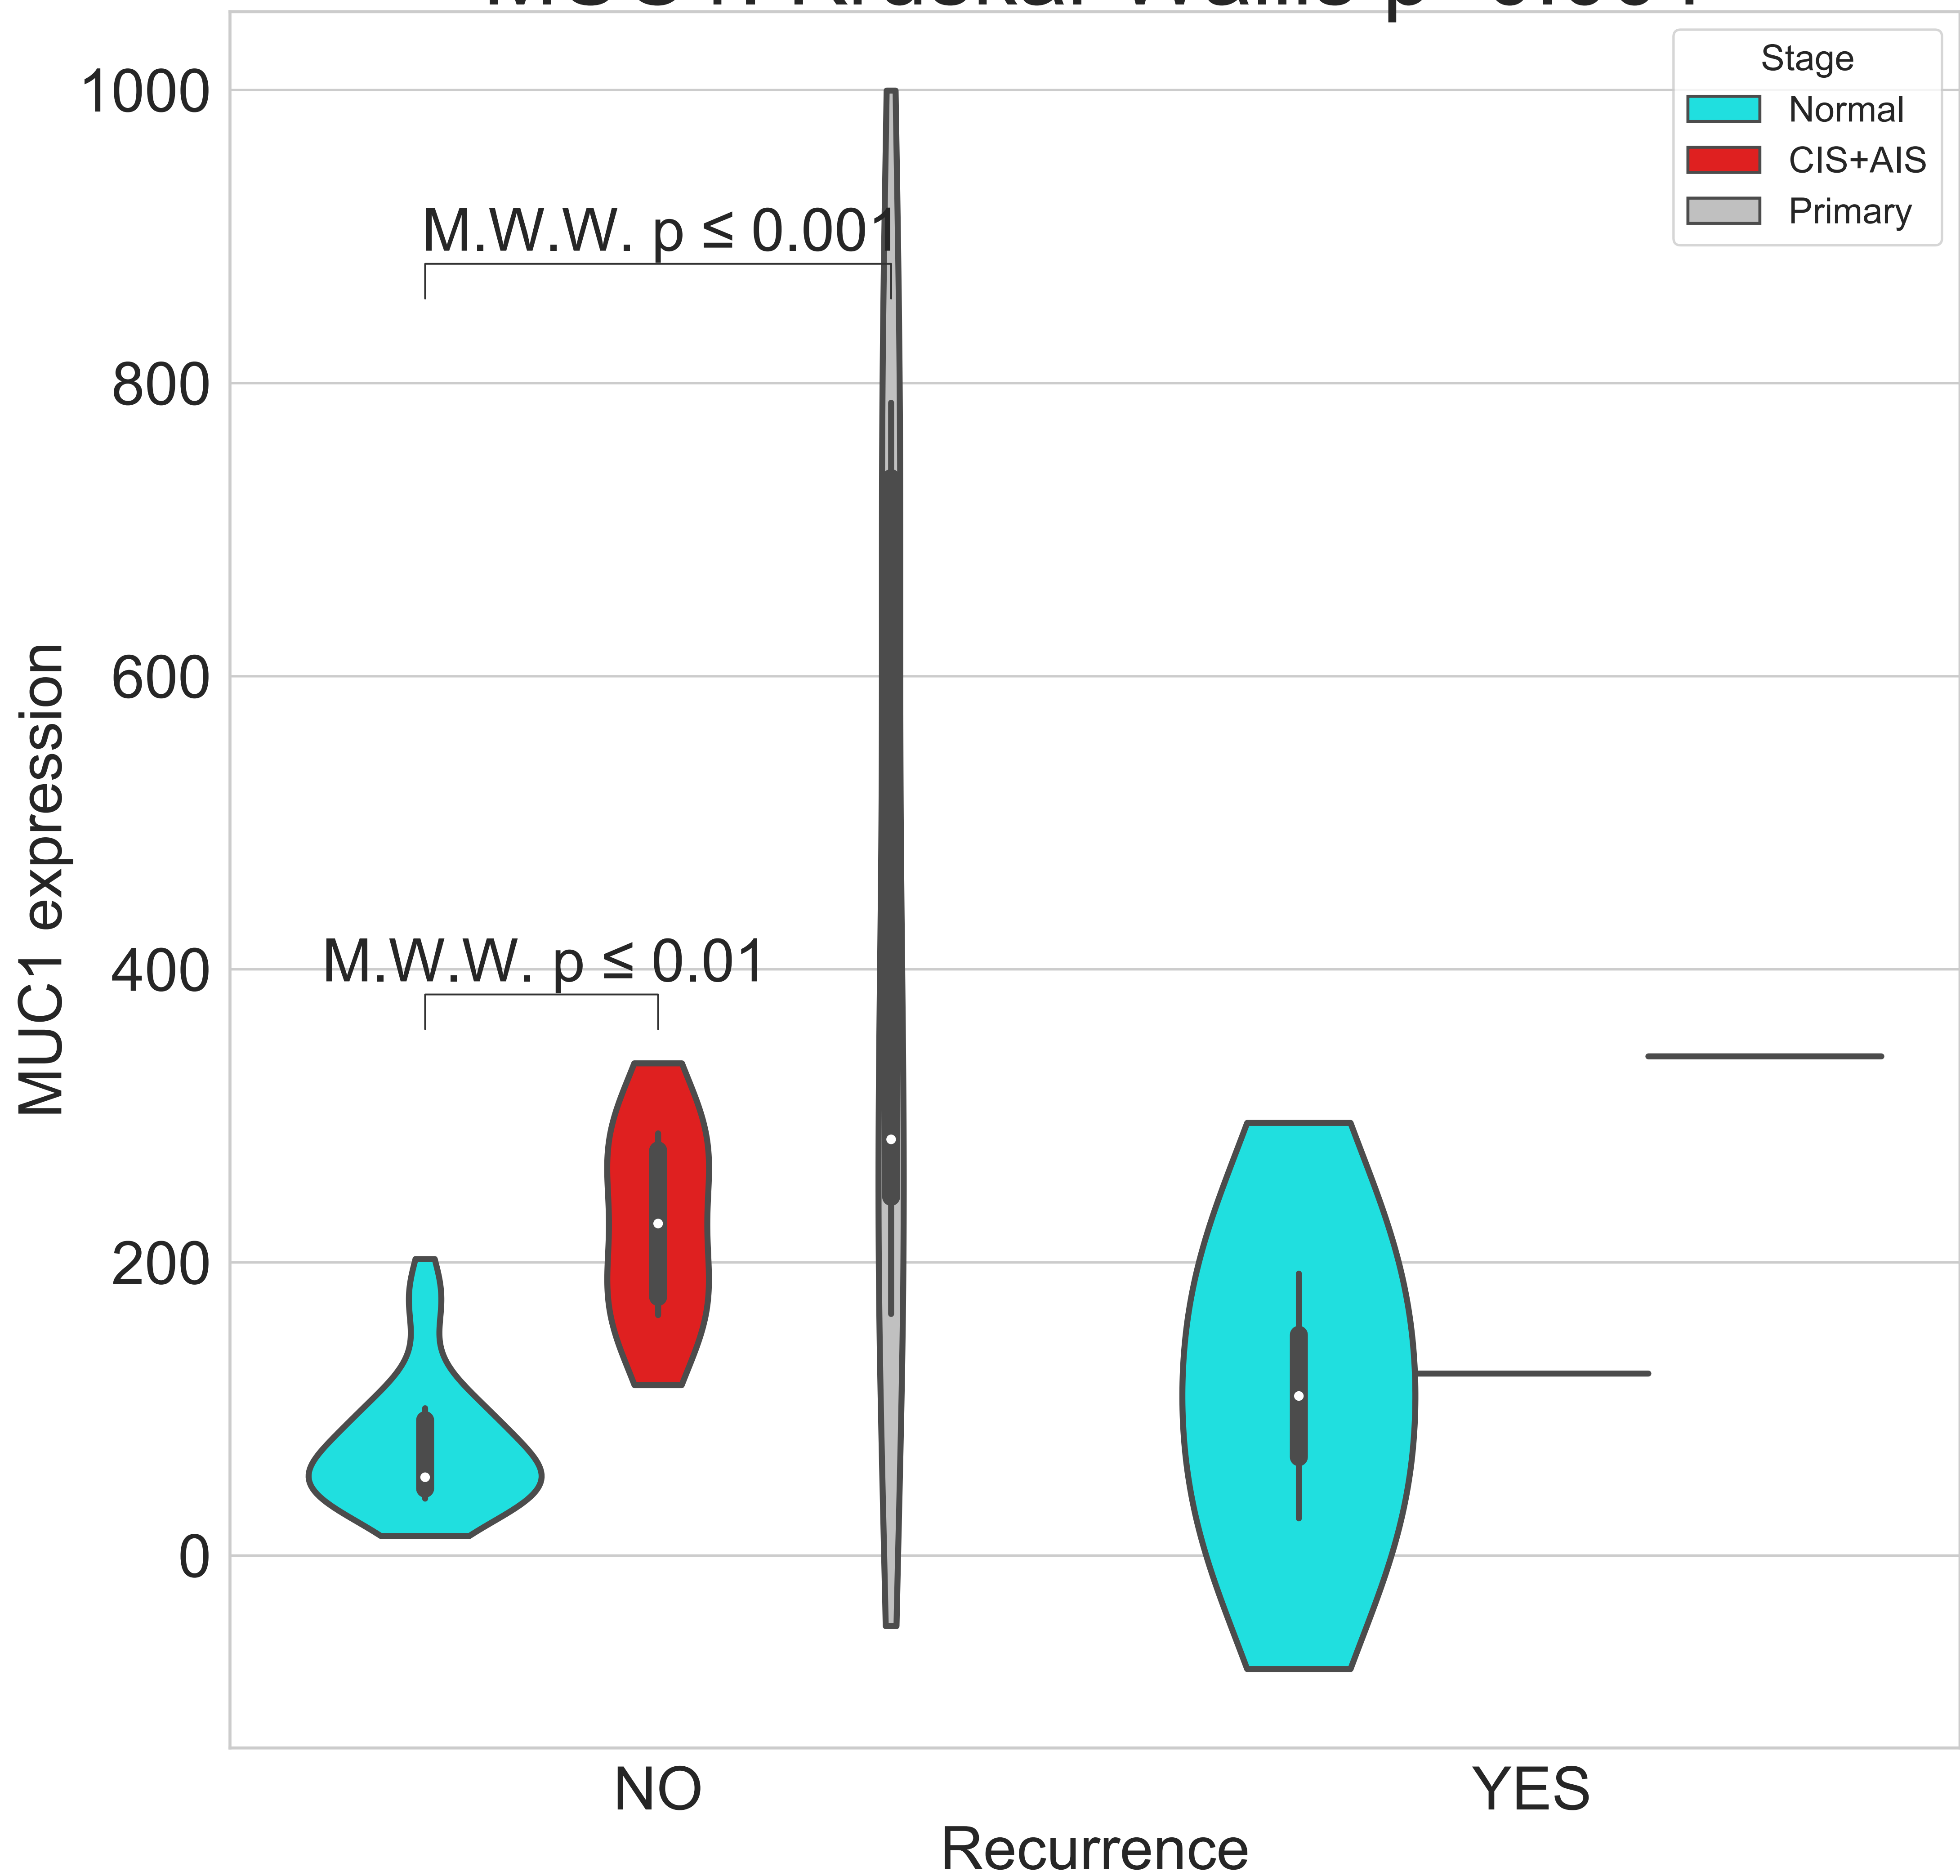 Stage
Normal
CIS+AIS
Primary
1000
800
600
400
200
0
MUC1 expression
M.W.W. p ≤ 0.001
M.W.W. p ≤ 0.01
NO
YES
Recurrence